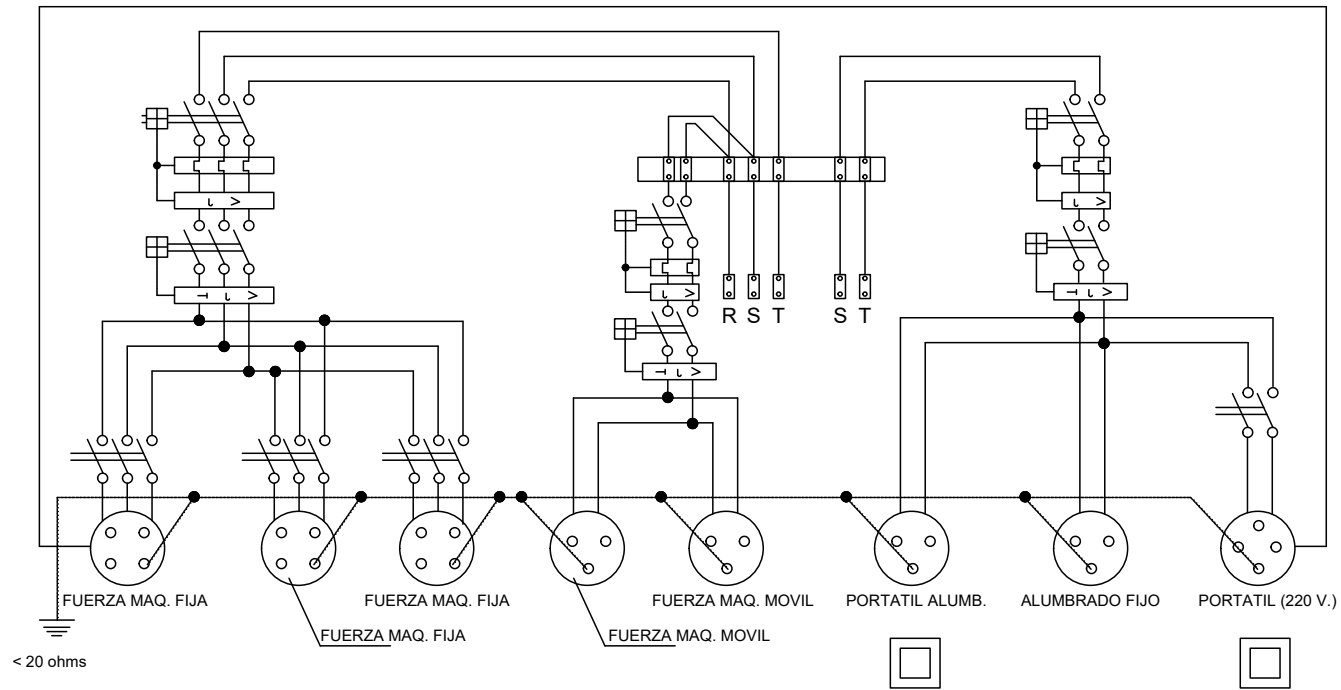 R S T S T
FUERZA MAQ. FIJA
FUERZA MAQ. FIJA
FUERZA MAQ. MOVIL
PORTATIL ALUMB.
ALUMBRADO FIJO
PORTATIL (220 V.)
FUERZA MAQ. FIJA
FUERZA MAQ. MOVIL
< 20 ohms